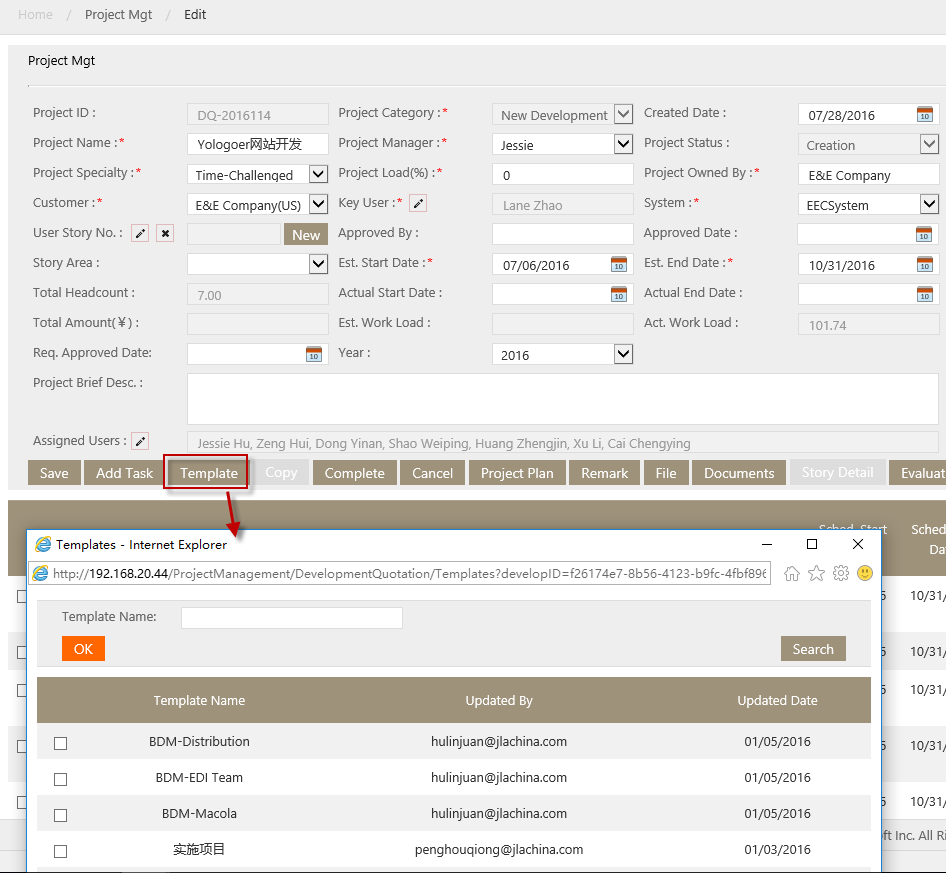 Home / Project Mgt / Edit
Project Mgt
Project ID : DQ-2016114 Project Category :* New Development Created Date : 07/28/2016
Project Name :* Yologoer网站开发 Project Manager :* Jessie Project Status : Creation
Project Specialty :* Time-Challenged Project Load(%) :* 0 Project Owned By :* E&E Company
Customer :* E&E Company(US) Key User :* Lane Zhao System :* EECSystem
User Story No. : New Approved By : Approved Date :
Story Area : Est. Start Date :* 07/06/2016 Est. End Date :* 10/31/2016
Total Headcount : 7.00 Actual Start Date : Actual End Date :
Total Amount(¥) : Est. Work Load : Act. Work Load : 101.74
Req. Approved Date: Year : 2016
Project Brief Desc. :
Assigned Users : Jessie Hu, Zeng Hui, Dong Yinan, Shao Weiping, Huang Zhengjin, Xu Li, Cai Chengying
Save Add Task Template Copy Complete Cancel Project Plan Remark File Documents Story Detail Evaluat
Sched. Start Sched
Da
Templates - Internet Explorer
http://192.168.20.44/ProjectManagement/DevelopmentQuotation/Templates?developID=f26174e7-8b56-4123-b9fc-4fbf896
Template Name:
OK Search
Template Name Updated By Updated Date
BDM-Distribution hulinjuan@jlachina.com 01/05/2016
BDM-EDI Team hulinjuan@jlachina.com 01/05/2016
BDM-Macola hulinjuan@jlachina.com 01/05/2016
实施项目 penghouqiong@jlachina.com 01/03/2016
10/31/
10/31/
10/31/
10/31/
10/31/
ft Inc. All Ri